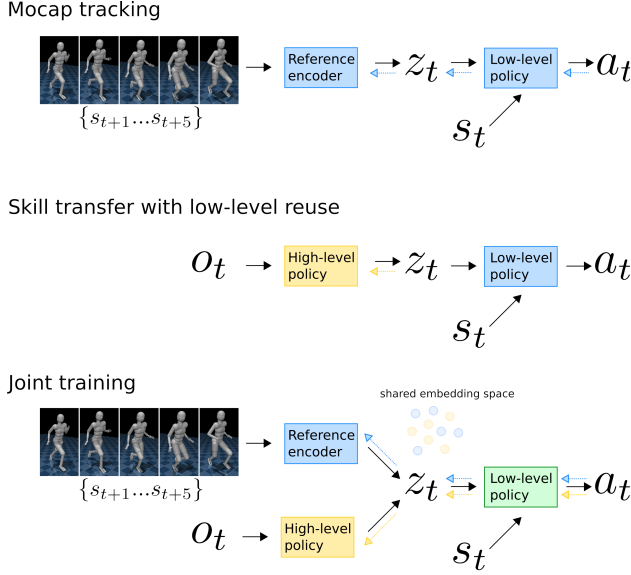 Mocap tracking
Reference encoder
z_t
Low-level policy
a_t
{s_{t+1}...s_{t+5}}
s_t
Skill transfer with low-level reuse
o_t
High-level policy
z_t
Low-level policy
a_t
s_t
Joint training
shared embedding space
Reference encoder
{s_{t+1}...s_{t+5}}
z_t
Low-level policy
a_t
o_t
High-level policy
s_t